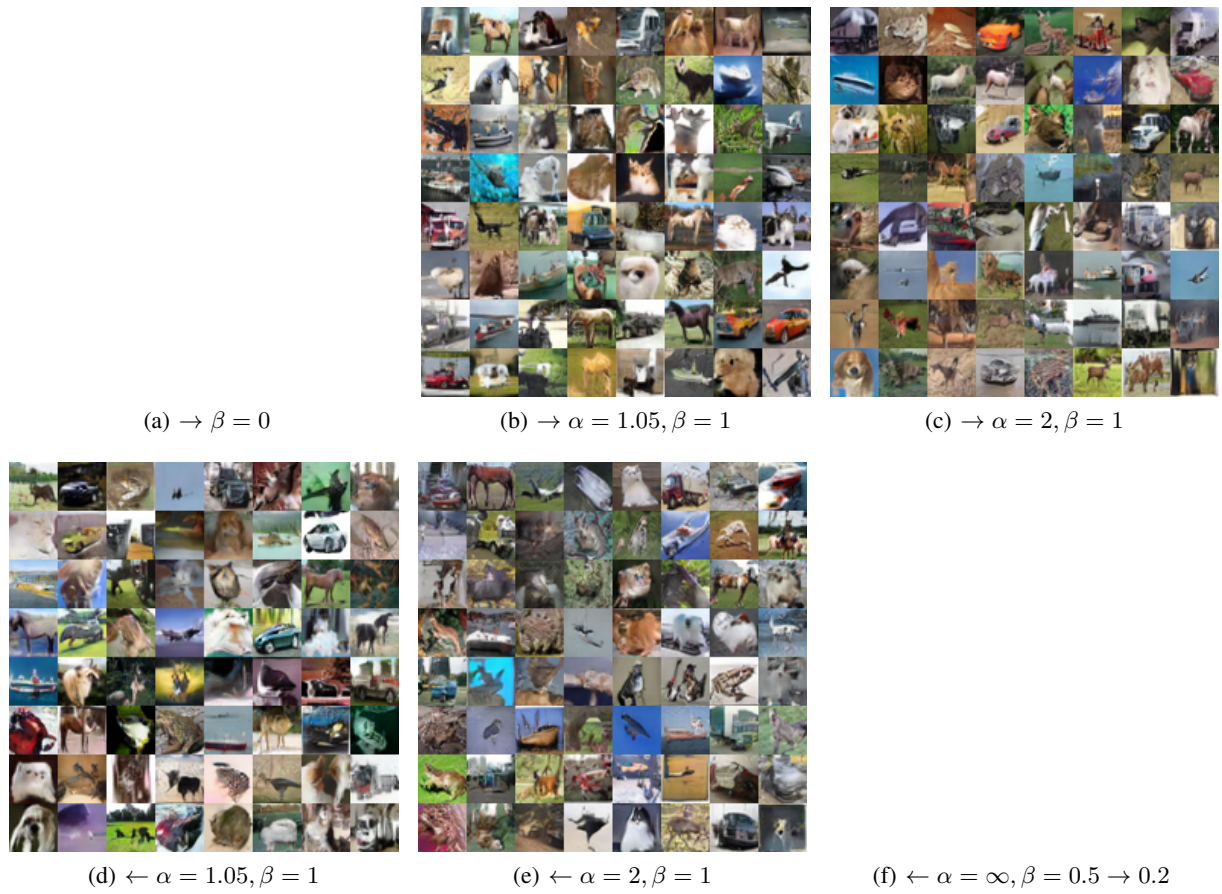 (a) → β = 0
(b) → α = 1.05, β = 1
(c) → α = 2, β = 1
(d) ← α = 1.05, β = 1
(e) ← α = 2, β = 1
(f) ← α = ∞, β = 0.5 → 0.2